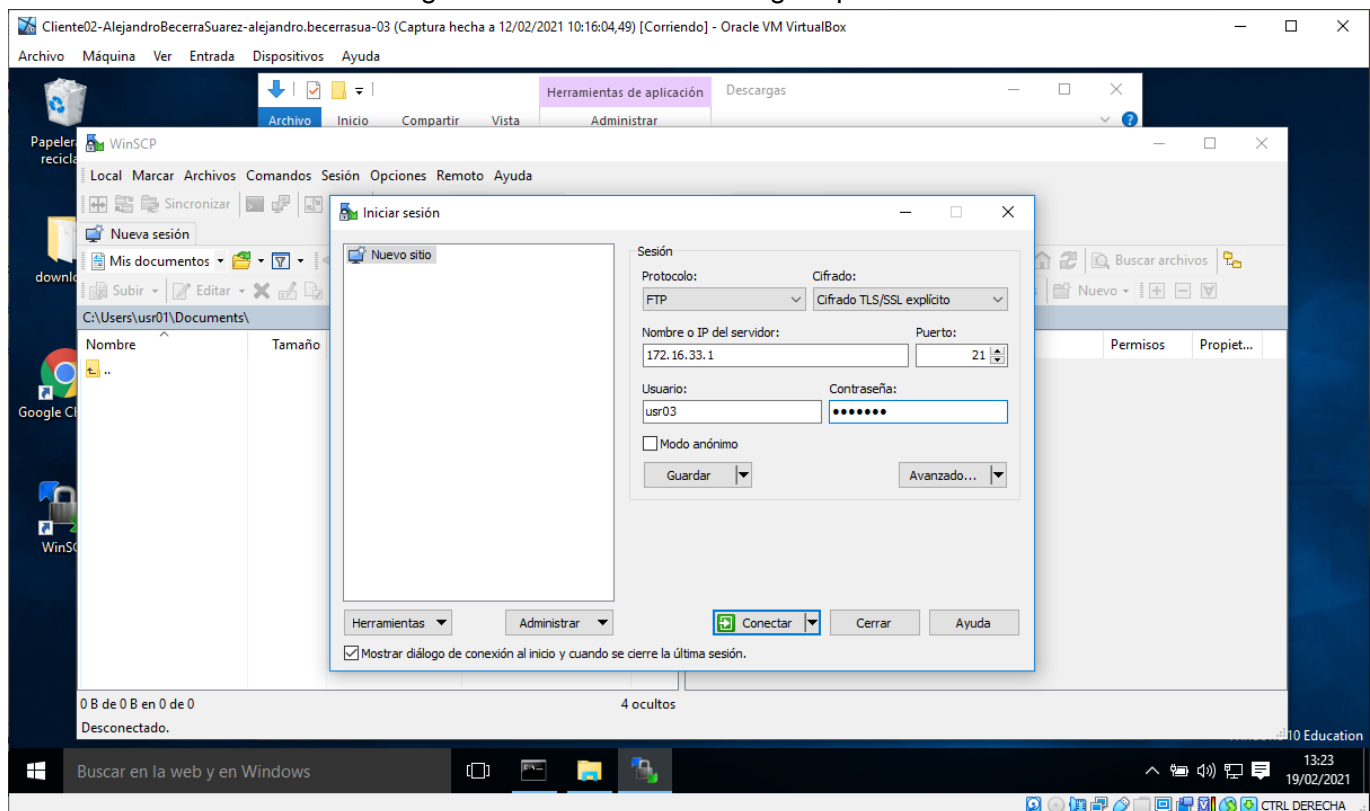 Cliente02-AlejandroBecerraSuarez-alejandro.becerrasua-03 (Captura hecha a 12/02/2021 10:16:04,49) [Corriendo] - Oracle VM VirtualBox
Archivo Máquina Ver Entrada Dispositivos Ayuda
Herramientas de aplicación Descargas
Archivo Inicio Compartir Vista Administrar
WinSCP
Local Marcar Archivos Comandos Sesión Opciones Remoto Ayuda
Sincronizar
Nueva sesión
Mis documentos
Buscar archivos
Subir Editar
Nuevo
C:\Users\usr01\Documents\
Nombre Tamaño
Permisos Propiet...
..
Iniciar sesión
Nuevo sitio
Sesión
Protocolo: Cifrado:
FTP Cifrado TLS/SSL explícito
Nombre o IP del servidor: Puerto:
172.16.33.1 21
Usuario: Contraseña:
usr03 •••••••
Modo anónimo
Guardar Avanzado...
Herramientas Administrar Conectar Cerrar Ayuda
Mostrar diálogo de conexión al inicio y cuando se cierre la última sesión.
0 B de 0 B en 0 de 0 4 ocultos
Desconectado.
10 Education
Buscar en la web y en Windows
13:23
19/02/2021
CTRL DERECHA